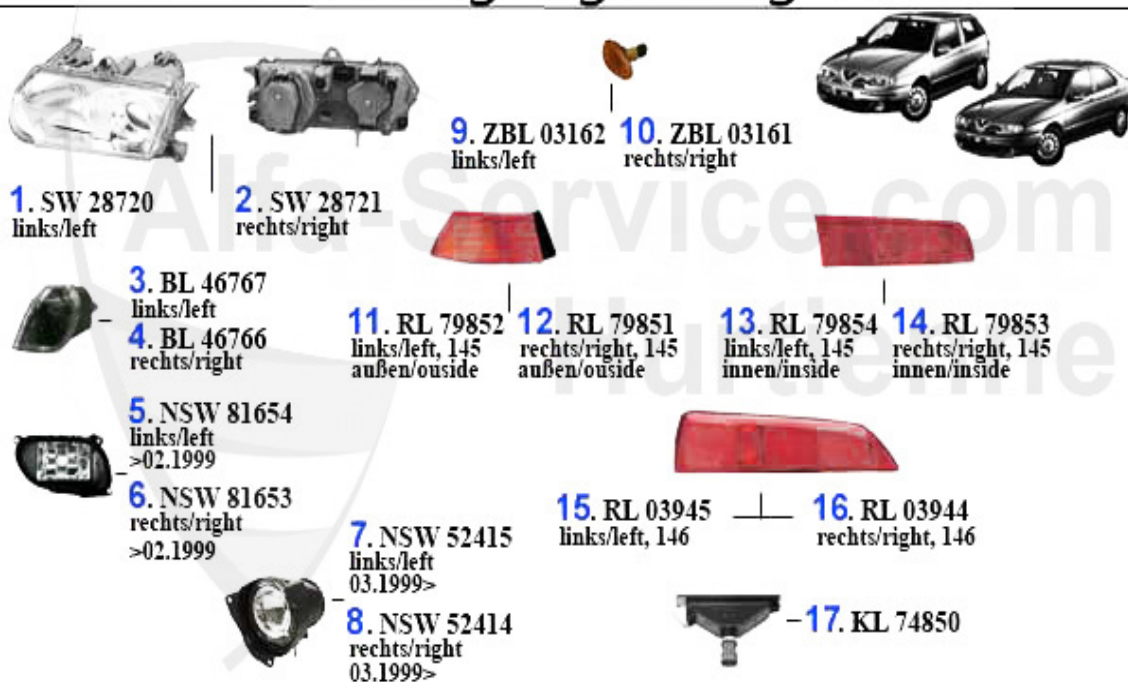 1. SW 28720
links/left
2. SW 28721
rechts/right
9. ZBL 03162
links/left
10. ZBL 03161
rechts/right
3. BL 46767
links/left
4. BL 46766
rechts/right
11. RL 79852
links/left, 145
außen/ouside
12. RL 79851
rechts/right, 145
außen/ouside
13. RL 79854
links/left, 145
innen/inside
14. RL 79853
rechts/right, 145
innen/inside
5. NSW 81654
links/left
>02.1999
6. NSW 81653
rechts/right
>02.1999
15. RL 03945
links/left, 146
16. RL 03944
rechts/right, 146
7. NSW 52415
links/left
03.1999>
8. NSW 52414
rechts/right
03.1999>
17. KL 74850
Alfa-Service.com
Hurtienne